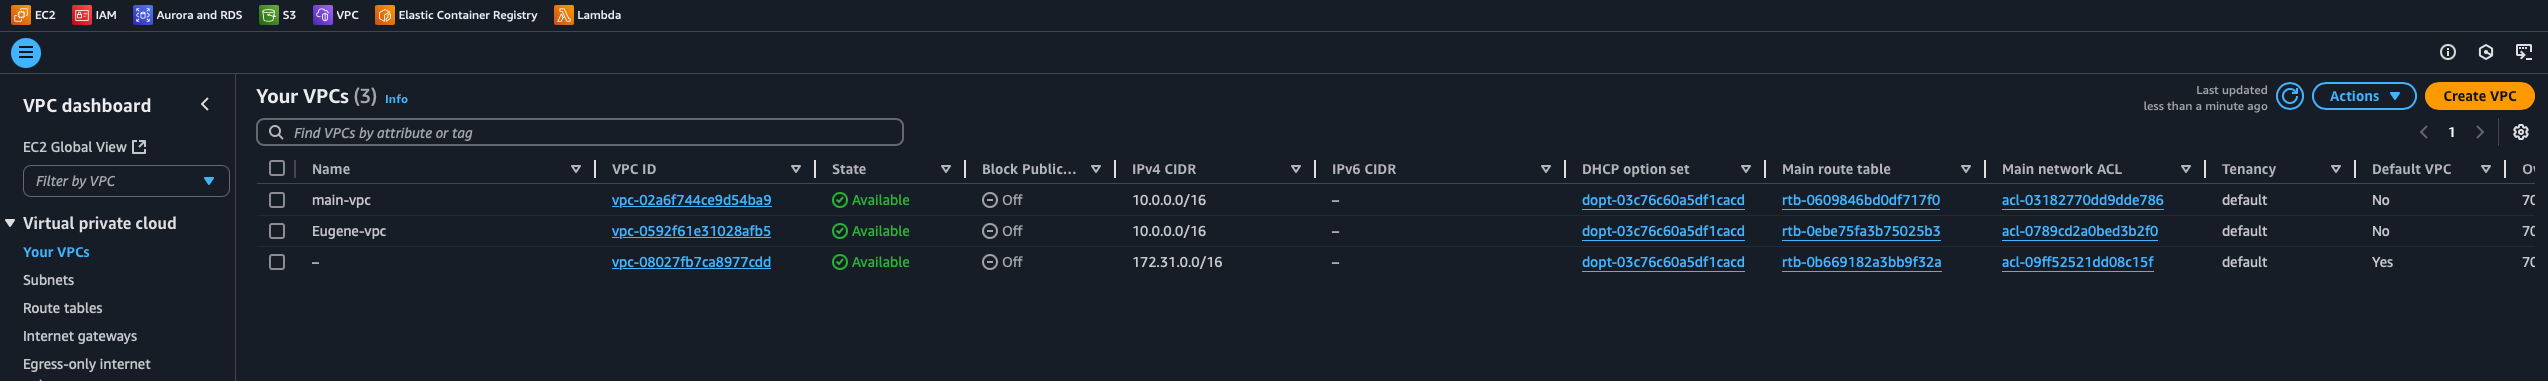 EC2 IAM Aurora and RDS S3 VPC Elastic Container Registry Lambda
VPC dashboard
EC2 Global View
Filter by VPC
Virtual private cloud
Your VPCs
Subnets
Route tables
Internet gateways
Egress-only internet
Your VPCs (3) Info
Last updated
less than a minute ago
Actions
Create VPC
Find VPCs by attribute or tag
1
Name VPC ID State Block Public... IPv4 CIDR IPv6 CIDR DHCP option set Main route table Main network ACL Tenancy Default VPC
main-vpc vpc-02a6f744ce9d54ba9 Available Off 10.0.0.0/16 – dopt-03c76c60a5df1cacd rtb-0609846bd0df717f0 acl-03182770dd9dde786 default No 70
Eugene-vpc vpc-0592f61e31028afb5 Available Off 10.0.0.0/16 – dopt-03c76c60a5df1cacd rtb-0ebe75fa3b75025b3 acl-0789cd2a0bed3b2f0 default No 70
– vpc-08027fb7ca8977cdd Available Off 172.31.0.0/16 – dopt-03c76c60a5df1cacd rtb-0b669182a3bb9f32a acl-09ff52521dd08c15f default Yes 70